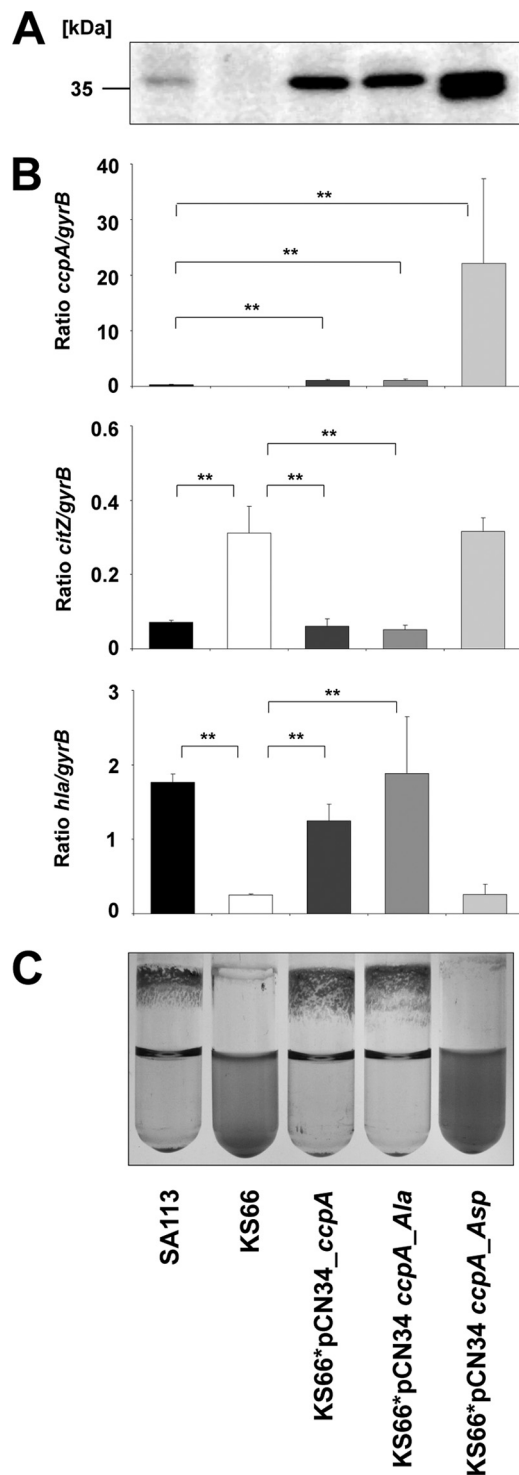 A [kDa]
35
B
Ratio ccpA/gyrB
40
30
20
10
0
**
**
**
Ratio citZ/gyrB
0.6
0.4
0.2
0
**
**
**
Ratio hla/gyrB
3
2
1
0
**
**
**
C
SA113
KS66
KS66*pCN34_ccpA
KS66*pCN34 ccpA_Ala
KS66*pCN34 ccpA_Asp